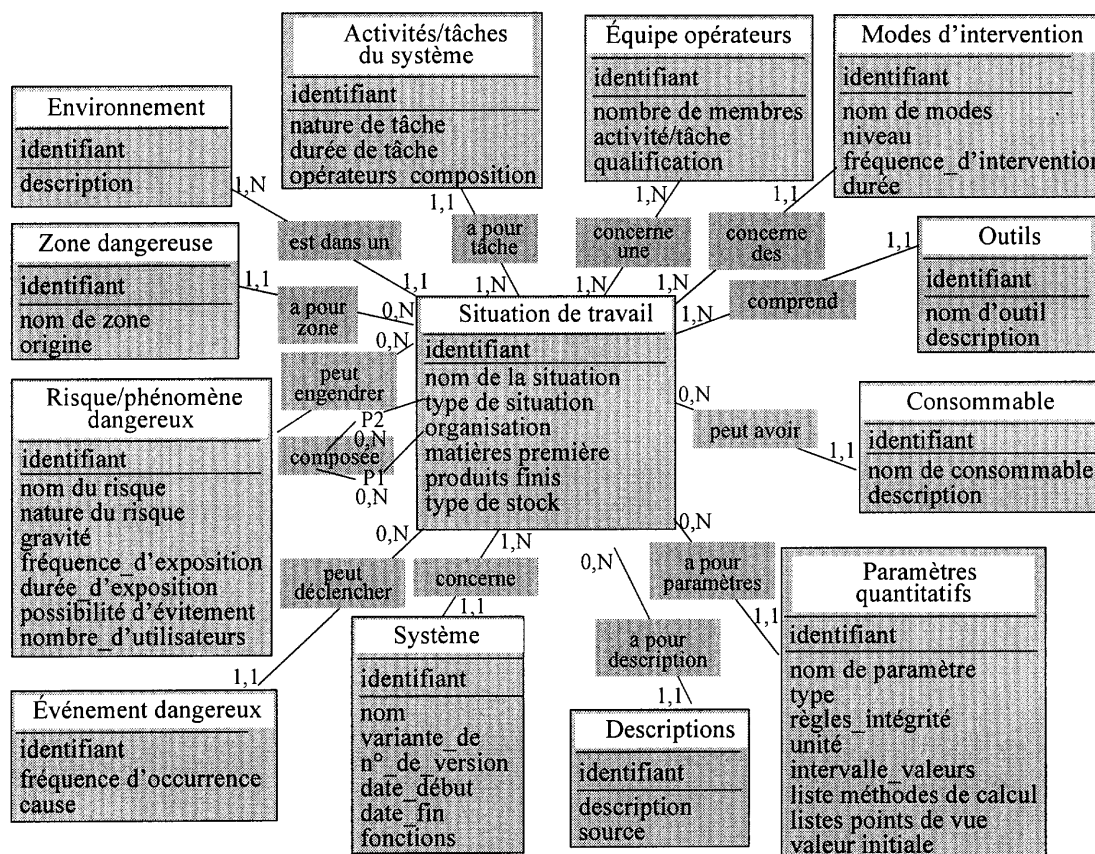 Activités/tâches
du système
identifiant
nature de tâche
durée de tâche
opérateurs_composition
Équipe opérateurs
identifiant
nombre de membres
activité/tâche
qualification
Modes d'intervention
identifiant
nom de modes
niveau
fréquence_d'intervention
durée
Environnement
identifiant
description
1,N
est dans un
1,1
1,1
a pour
tâche
1,N
1,N
concerne
une
1,N
1,1
concerne
des
1,N
Zone dangereuse
identifiant
nom de zone
origine
1,1
a pour
zone
0,N
1,1
comprend
1,N
Outils
identifiant
nom d'outil
description
Situation de travail
identifiant
nom de la situation
type de situation
organisation
matières première
produits finis
type de stock
0,N
peut
engendrer
P2
0,N
composée
P1
0,N
Risque/phénomène
dangereux
identifiant
nom du risque
nature du risque
gravité
fréquence_d'exposition
durée_d'exposition
possibilité d'évitement
nombre_d'utilisateurs
0,N
peut avoir
1,1
Consommable
identifiant
nom de consommable
description
0,N
peut
déclencher
1,1
1,N
concerne
1,1
0,N
a pour
description
1,1
0,N
a pour
paramètres
1,1
Événement dangereux
identifiant
fréquence d'occurrence
cause
Système
identifiant
nom
variante_de
n°_de_version
date_début
date_fin
fonctions
Descriptions
identifiant
description
source
Paramètres
quantitatifs
identifiant
nom de paramètre
type
règles_intégrité
unité
intervalle_valeurs
liste méthodes de calcul
listes points de vue
valeur initiale